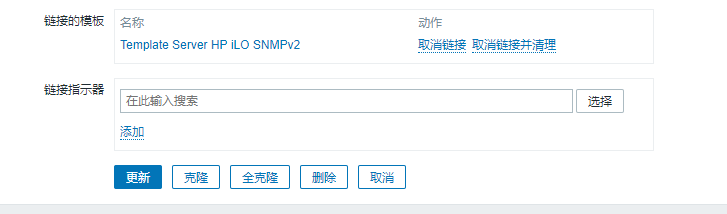 链接的模板 名称 动作
Template Server HP iLO SNMPv2 取消链接 取消链接并清理
链接指示器 在此输入搜索 选择
添加
更新 克隆 全克隆 删除 取消